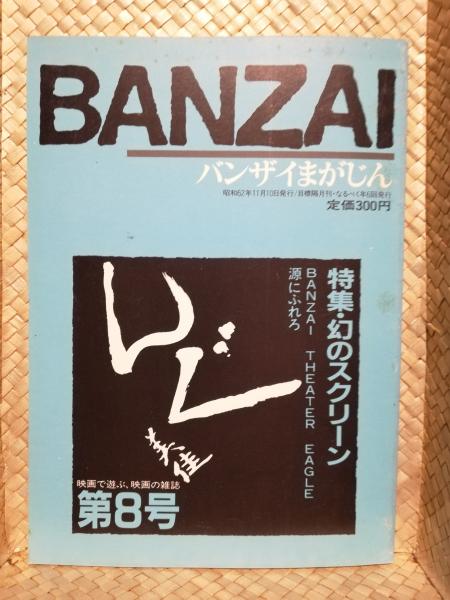 BANZAI
バンザイまがじん
昭和62年11月10日発行/目標隔月刊・なるべく年6回発行
定価300円
特集・幻のスクリーン
BANZAI THEATER EAGLE
源にふれろ
美佳
映画で遊ぶ、映画の雑誌
第8号